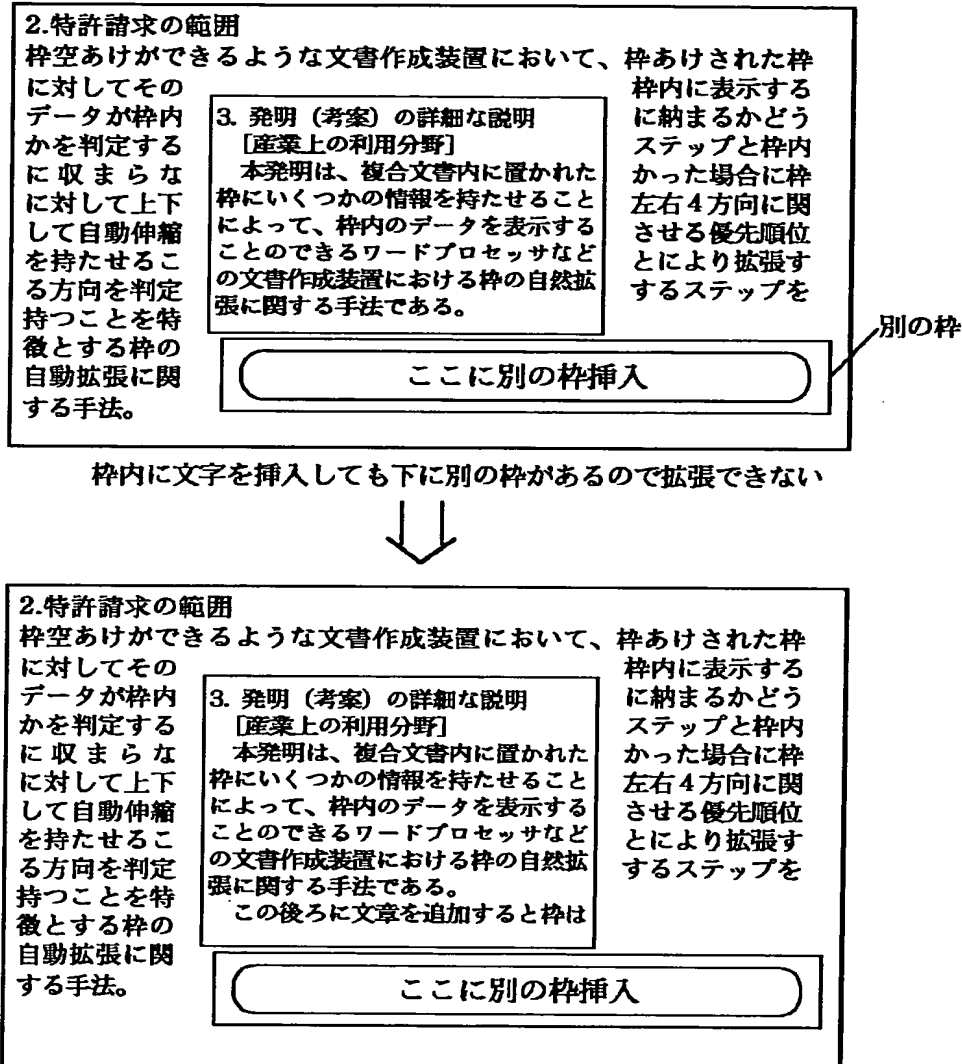 2.特許請求の範囲
枠空あけができるような文書作成装置において、枠あけされた枠
に対してその
データが枠内
かを判定する
に収まらな
に対して上下
して自動伸縮
を持たせるこ
る方向を判定
持つことを特
徴とする枠の
自動拡張に関
する手法。
3. 発明（考案）の詳細な説明
［産業上の利用分野］
本発明は、複合文書内に置かれた
枠にいくつかの情報を持たせること
によって、枠内のデータを表示する
ことのできるワードプロセッサなど
の文書作成装置における枠の自然拡
張に関する手法である。
枠内に表示する
に納まるかどう
ステップと枠内
かった場合に枠
左右4方向に関
させる優先順位
とにより拡張す
するステップを
ここに別の枠挿入
別の枠
枠内に文字を挿入しても下に別の枠があるので拡張できない
2.特許請求の範囲
枠空あけができるような文書作成装置において、枠あけされた枠
に対してその
データが枠内
かを判定する
に収まらな
に対して上下
して自動伸縮
を持たせるこ
る方向を判定
持つことを特
徴とする枠の
自動拡張に関
する手法。
3. 発明（考案）の詳細な説明
［産業上の利用分野］
本発明は、複合文書内に置かれた
枠にいくつかの情報を持たせること
によって、枠内のデータを表示する
ことのできるワードプロセッサなど
の文書作成装置における枠の自然拡
張に関する手法である。
この後ろに文章を追加すると枠は
枠内に表示する
に納まるかどう
ステップと枠内
かった場合に枠
左右4方向に関
させる優先順位
とにより拡張す
するステップを
ここに別の枠挿入